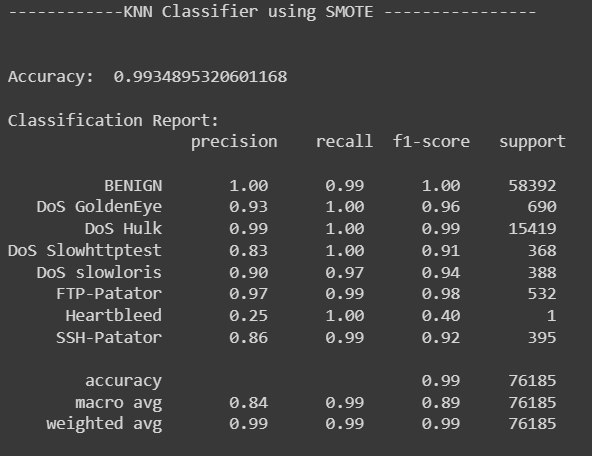 ------------KNN Classifier using SMOTE ----------------
Accuracy:  0.9934895320601168
Classification Report:
                  precision    recall  f1-score   support
          BENIGN       1.00      0.99      1.00     58392
   DoS GoldenEye       0.93      1.00      0.96       690
        DoS Hulk       0.99      1.00      0.99     15419
DoS Slowhttptest       0.83      1.00      0.91       368
   DoS slowloris       0.90      0.97      0.94       388
     FTP-Patator       0.97      0.99      0.98       532
      Heartbleed       0.25      1.00      0.40         1
     SSH-Patator       0.86      0.99      0.92       395
        accuracy                           0.99     76185
       macro avg       0.84      0.99      0.89     76185
    weighted avg       0.99      0.99      0.99     76185